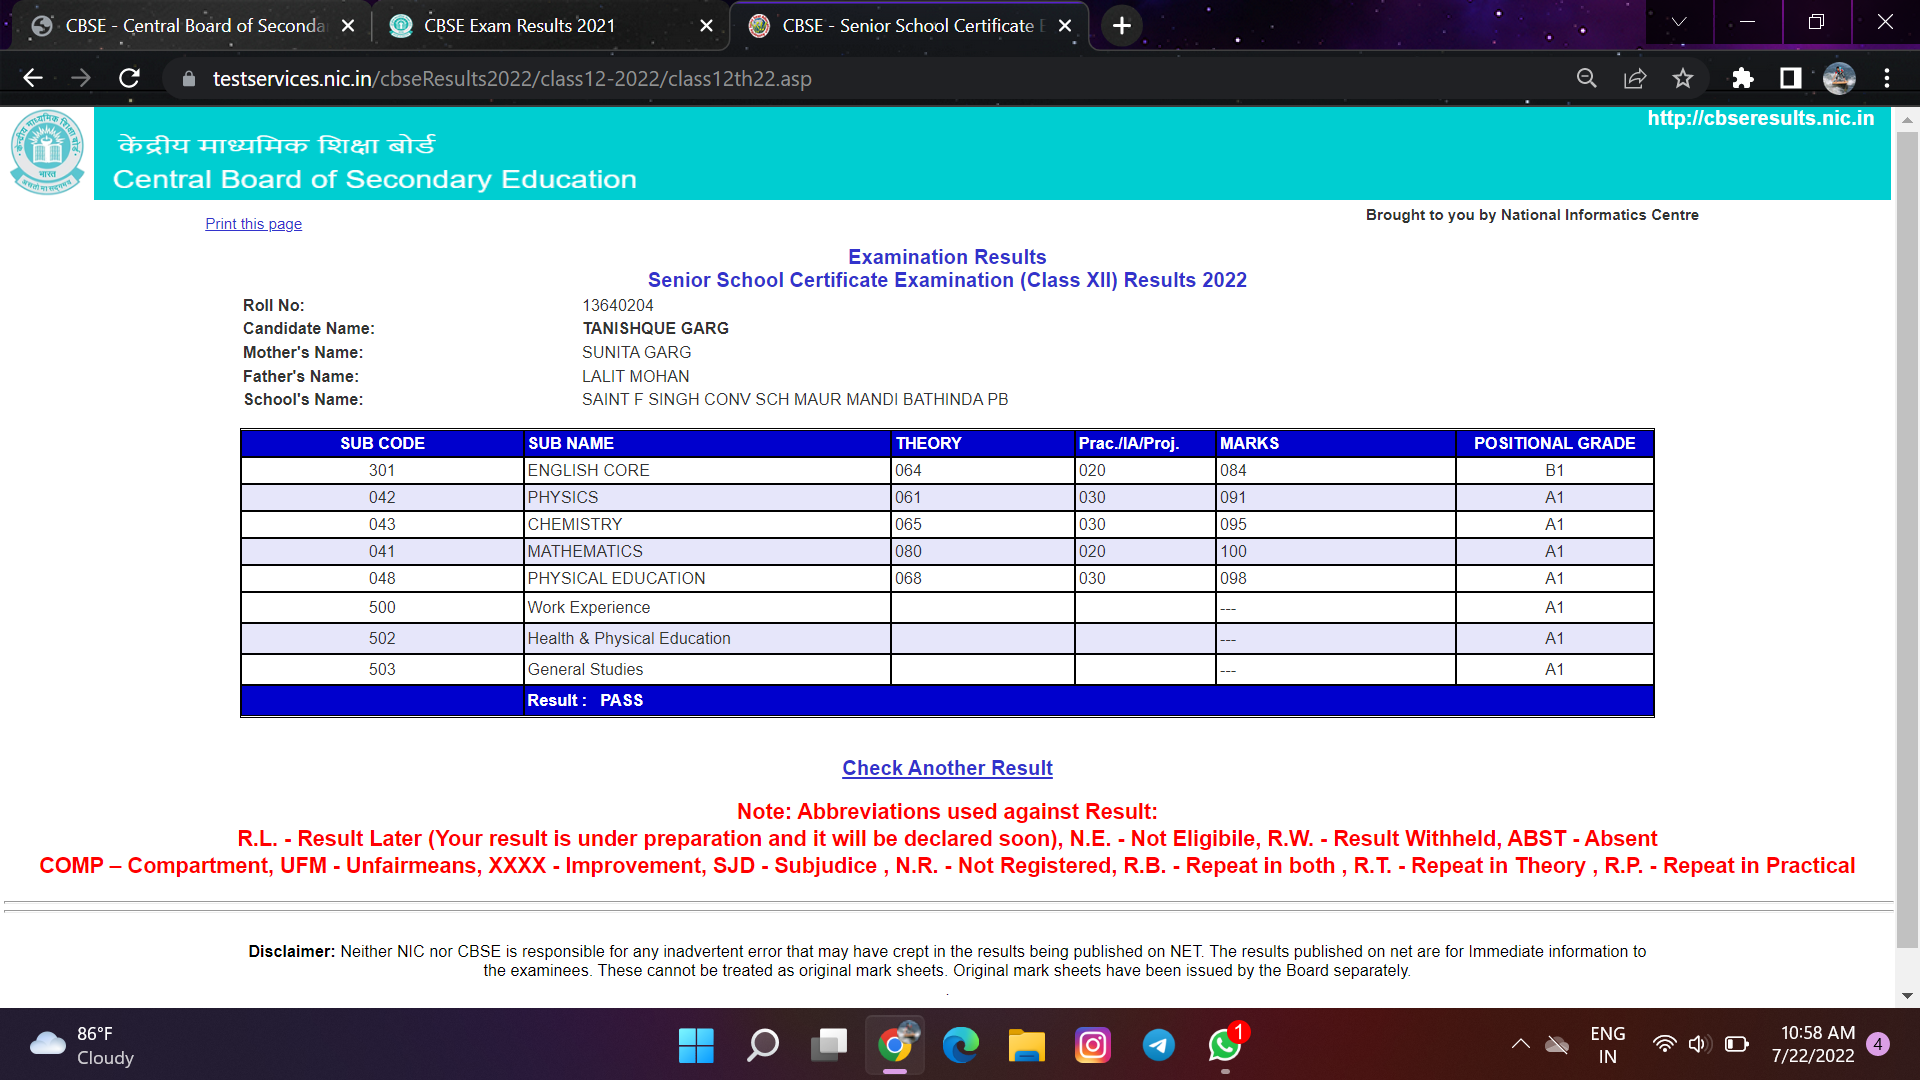 CBSE - Central Board of Seconda
CBSE Exam Results 2021
CBSE - Senior School Certificate E
testservices.nic.in/cbseResults2022/class12-2022/class12th22.asp
http://cbseresults.nic.in
केंद्रीय माध्यमिक शिक्षा बोर्ड
Central Board of Secondary Education
भारत
Print this page
Brought to you by National Informatics Centre
Examination Results
Senior School Certificate Examination (Class XII) Results 2022
Roll No: 13640204
Candidate Name: TANISHQUE GARG
Mother's Name: SUNITA GARG
Father's Name: LALIT MOHAN
School's Name: SAINT F SINGH CONV SCH MAUR MANDI BATHINDA PB
SUB CODE SUB NAME THEORY Prac./IA/Proj. MARKS POSITIONAL GRADE
301 ENGLISH CORE 064 020 084 B1
042 PHYSICS 061 030 091 A1
043 CHEMISTRY 065 030 095 A1
041 MATHEMATICS 080 020 100 A1
048 PHYSICAL EDUCATION 068 030 098 A1
500 Work Experience --- A1
502 Health & Physical Education --- A1
503 General Studies --- A1
Result : PASS
Check Another Result
Note: Abbreviations used against Result:
R.L. - Result Later (Your result is under preparation and it will be declared soon), N.E. - Not Eligibile, R.W. - Result Withheld, ABST - Absent
COMP – Compartment, UFM - Unfairmeans, XXXX - Improvement, SJD - Subjudice , N.R. - Not Registered, R.B. - Repeat in both , R.T. - Repeat in Theory , R.P. - Repeat in Practical
Disclaimer: Neither NIC nor CBSE is responsible for any inadvertent error that may have crept in the results being published on NET. The results published on net are for Immediate information to
the examinees. These cannot be treated as original mark sheets. Original mark sheets have been issued by the Board separately.
.
86°F
Cloudy
1
ENG
IN
10:58 AM
7/22/2022
4